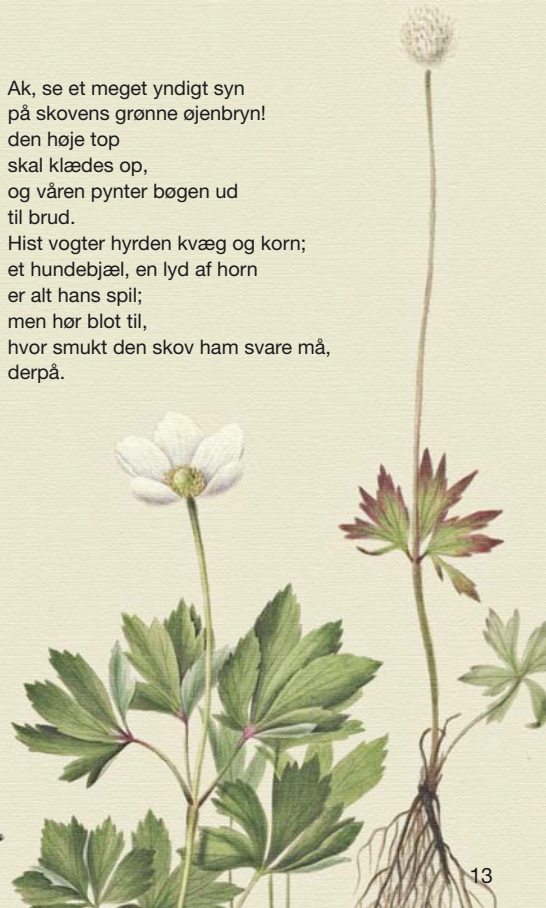 Ak, se et meget yndigt syn
på skovens grønne øjenbryn!
den høje top
skal klædes op,
og våren pynter bøgen ud
til brud.
Hist vogter hyrden kvæg og korn;
et hundebjæl, en lyd af horn
er alt hans spil;
men hør blot til,
hvor smukt den skov ham svare må,
derpå.
13